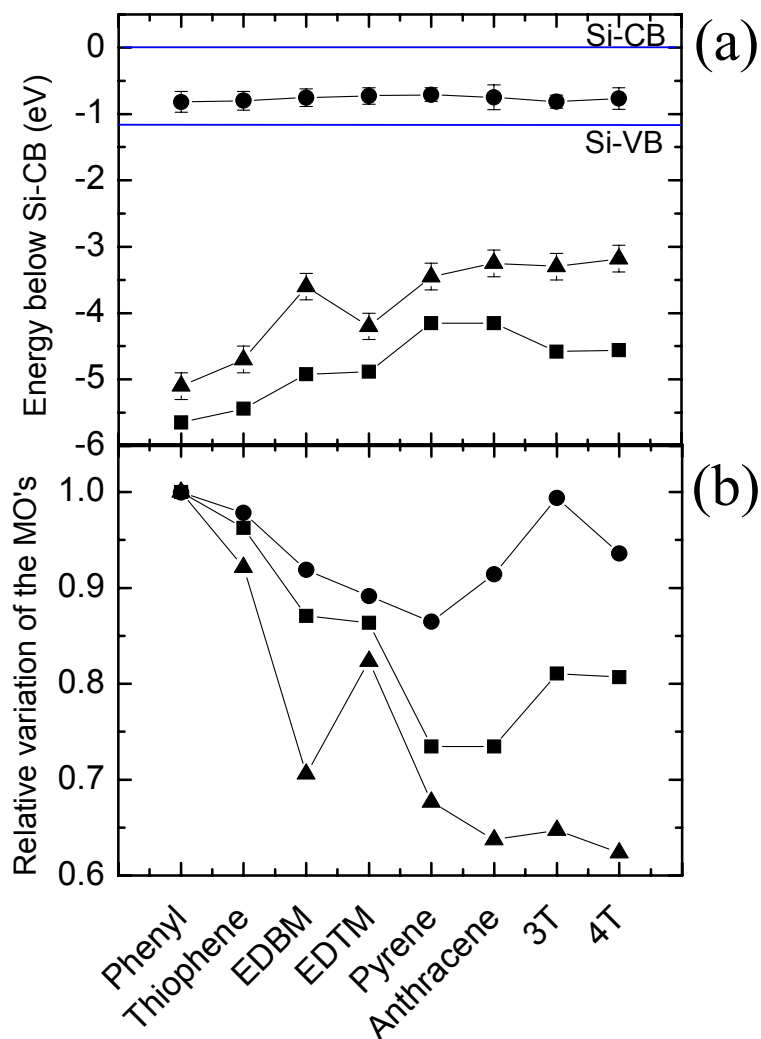 (a)
Energy below Si-CB (eV)
0
-1
-2
-3
-4
-5
-6
Si-CB
Si-VB
(b)
Relative variation of the MO's
1.0
0.9
0.8
0.7
0.6
Phenyl
Thiophene
EDBM
EDTM
Pyrene
Anthracene
3T
4T